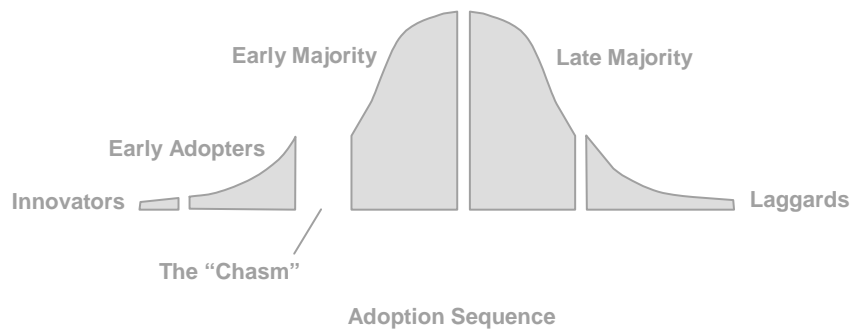 Early Majority
Late Majority
Early Adopters
Innovators
Laggards
The “Chasm”
Adoption Sequence